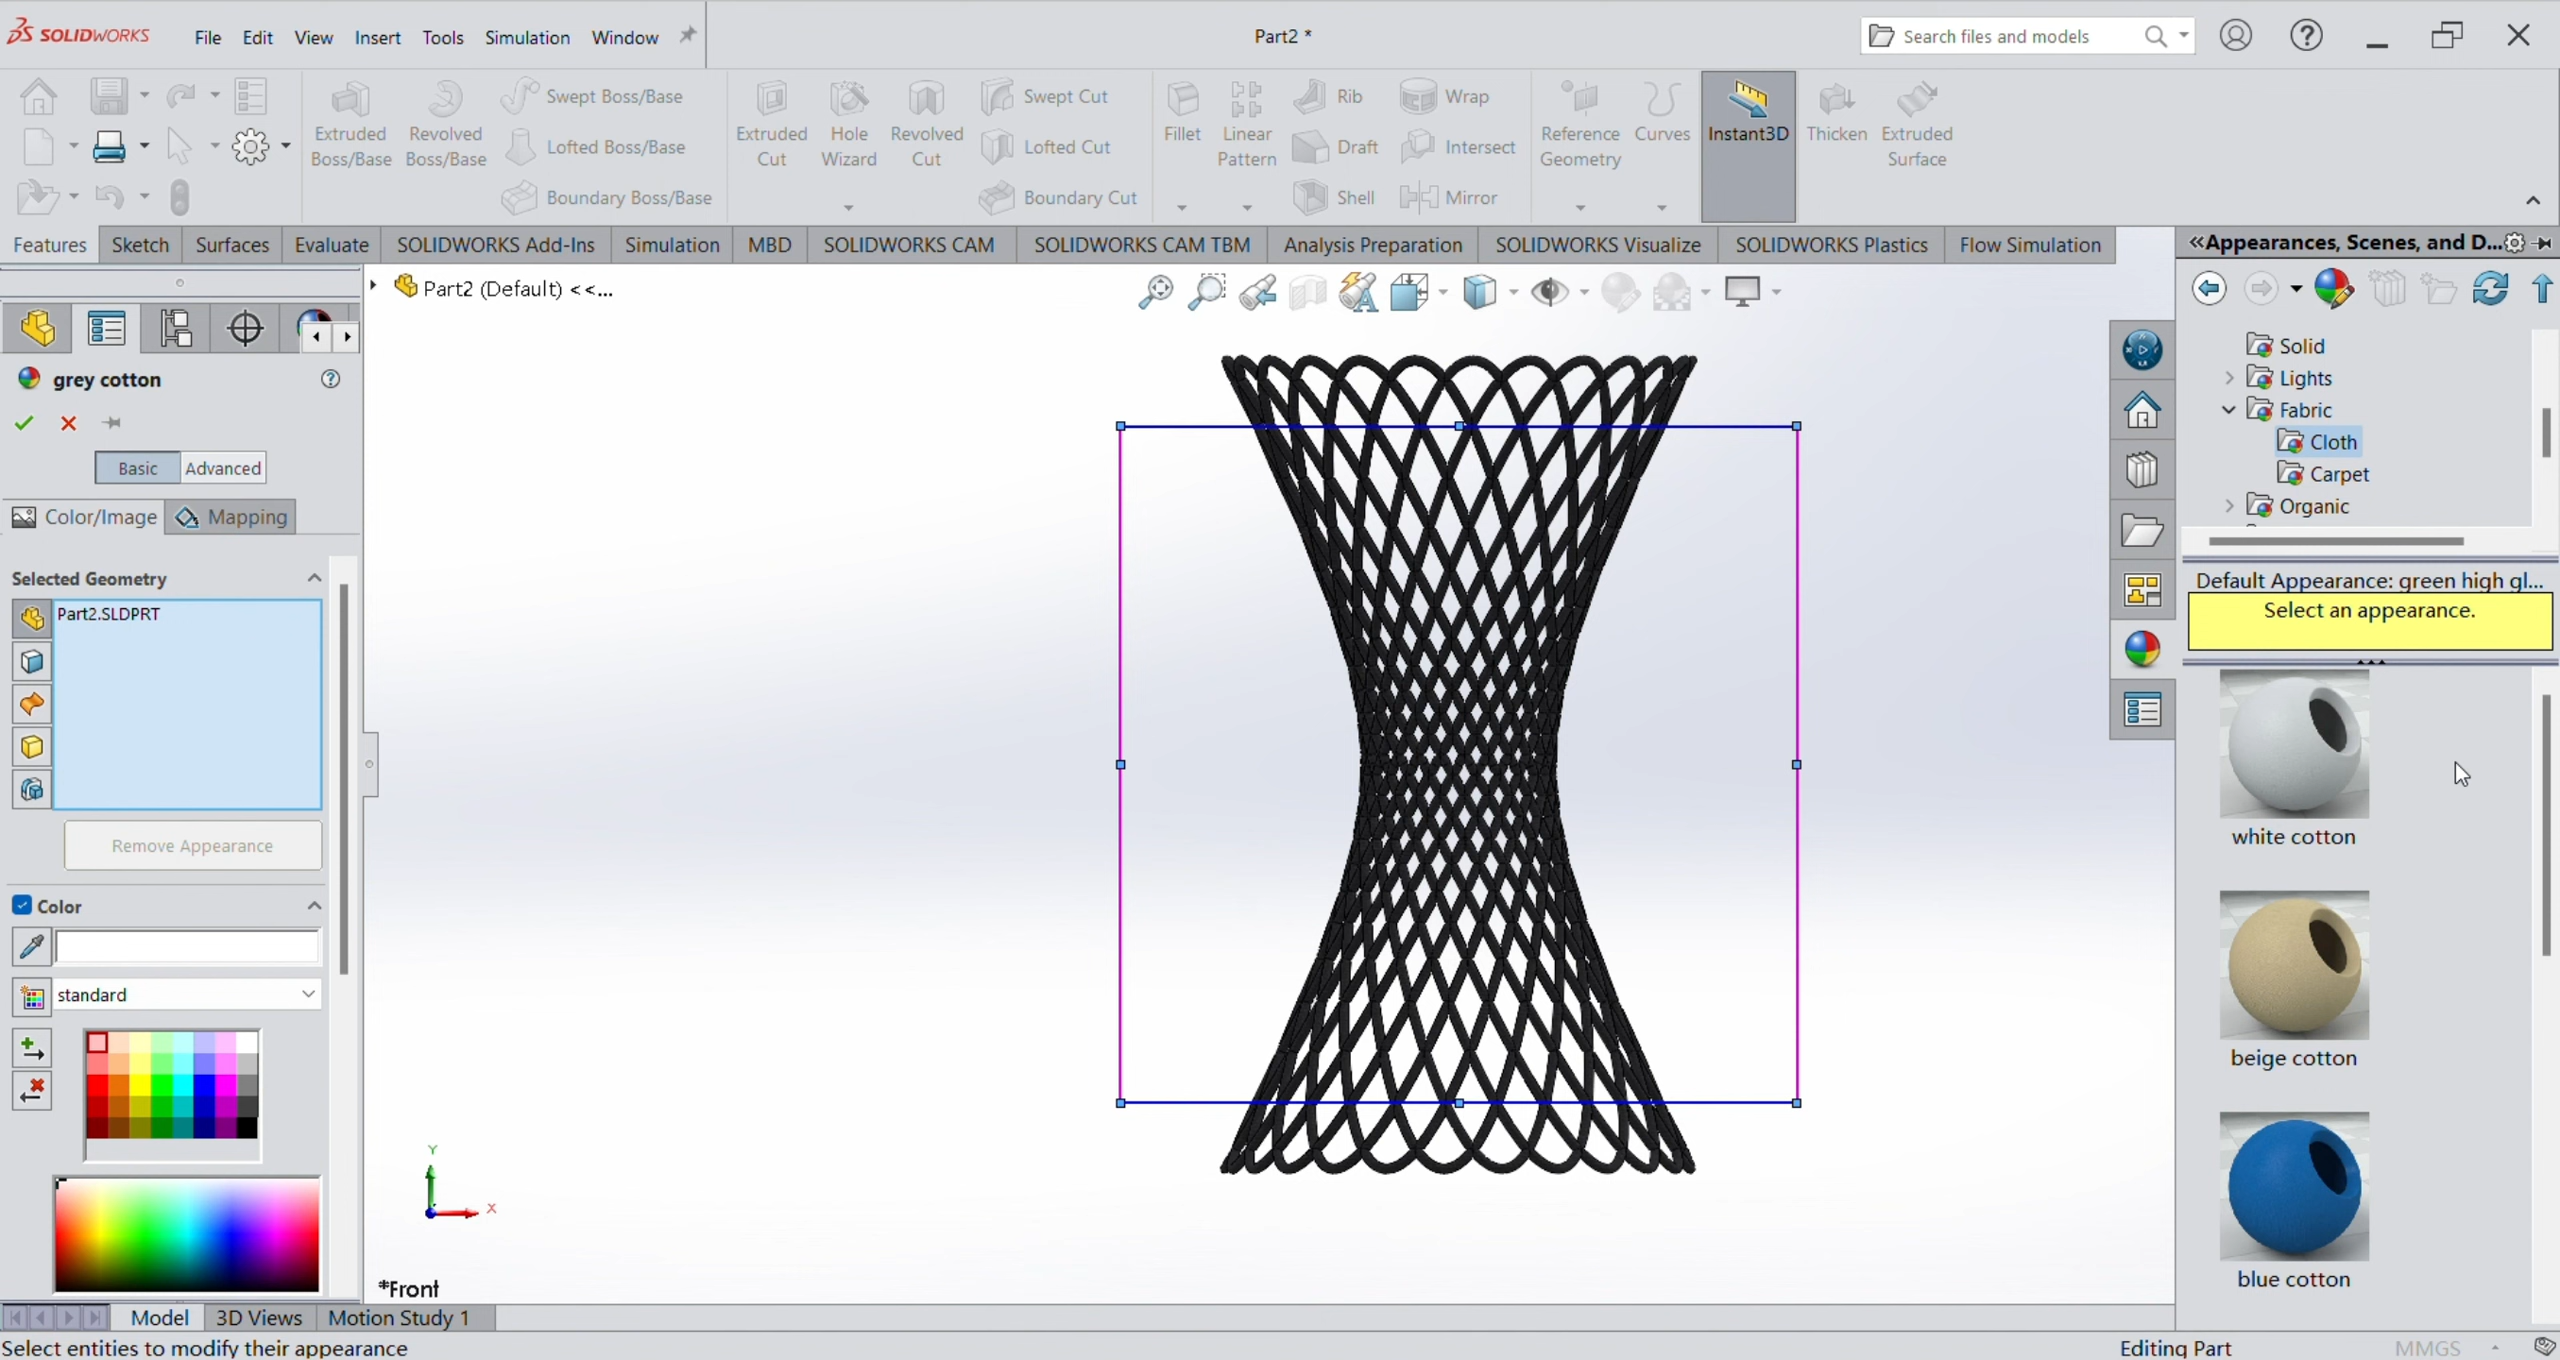 SOLIDWORKS File Edit View Insert Tools Simulation Window Part2 * Search files and models
Extruded Boss/Base
Revolved Boss/Base
Swept Boss/Base
Lofted Boss/Base
Boundary Boss/Base
Extruded Cut
Hole Wizard
Revolved Cut
Swept Cut
Lofted Cut
Boundary Cut
Fillet
Linear Pattern
Rib
Draft
Shell
Wrap
Intersect
Mirror
Reference Geometry
Curves
Instant3D
Thicken
Extruded Surface
Features Sketch Surfaces Evaluate SOLIDWORKS Add-Ins Simulation MBD SOLIDWORKS CAM SOLIDWORKS CAM TBM Analysis Preparation SOLIDWORKS Visualize SOLIDWORKS Plastics Flow Simulation
Part2 (Default) <<...
grey cotton
Basic Advanced
Color/Image Mapping
Selected Geometry
Part2.SLDPRT
Remove Appearance
Color
standard
Y
X
*Front
«Appearances, Scenes, and D...
Solid
Lights
Fabric
Cloth
Carpet
Organic
Default Appearance: green high gl...
Select an appearance.
white cotton
beige cotton
blue cotton
Model 3D Views Motion Study 1
Select entities to modify their appearance
Editing Part MMGS